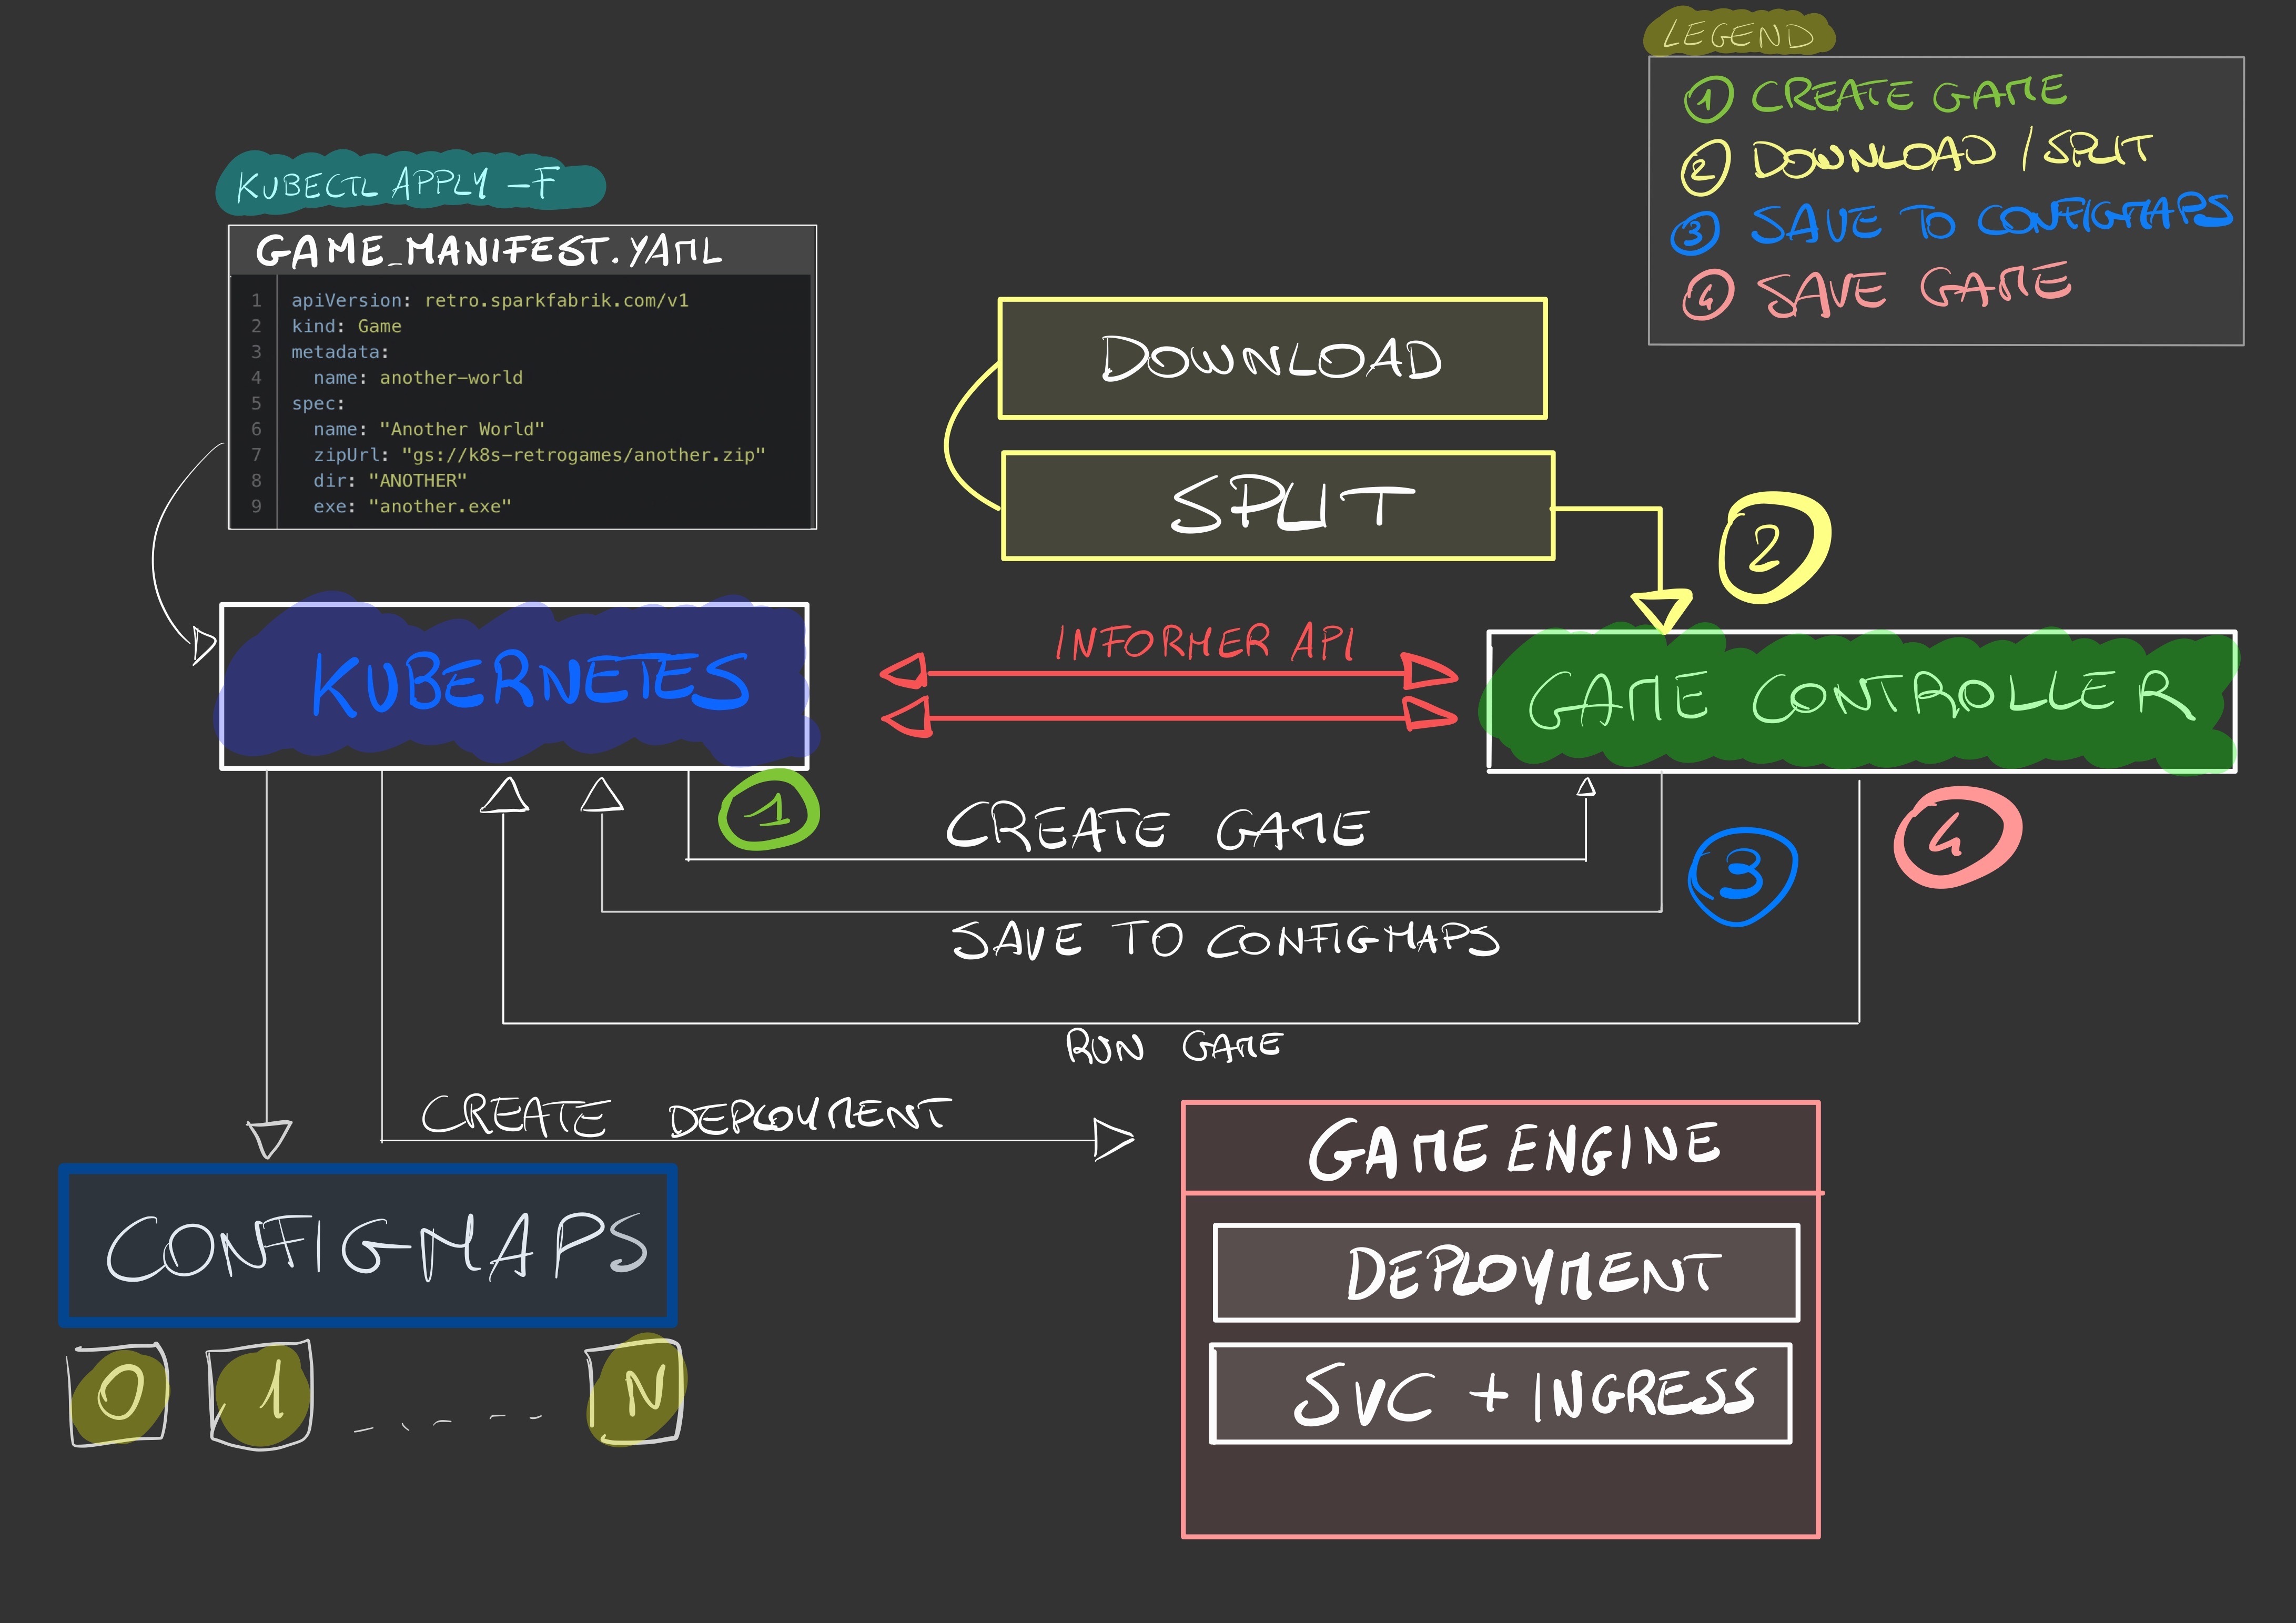 LEGEND
1 CREATE GAME
2 DOWNLOAD / SPLIT
3 SAVE TO CONFIGMAPS
4 SAVE GAME
KUBECTL APPLY -F
GAME_MANIFEST.YAML
1 apiVersion: retro.sparkfabrik.com/v1
2 kind: Game
3 metadata:
4 name: another-world
5 spec:
6 name: "Another World"
7 zipUrl: "gs://k8s-retrogames/another.zip"
8 dir: "ANOTHER"
9 exe: "another.exe"
DOWNLOAD
SPLIT
2
KUBERNETES
INFORMER API
GAME CONTROLLER
1
CREATE GAME
3
4
SAVE TO CONFIGMAPS
RUN GAME
CREATE DEPLOYMENT
GAME ENGINE
DEPLOYMENT
SVC + INGRESS
CONFIGMAPS
0 1 N